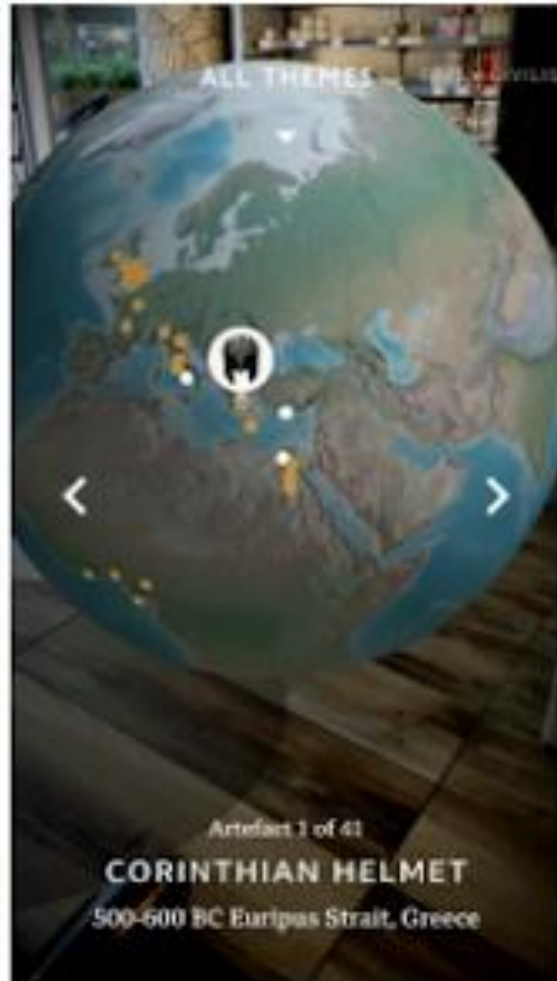 ALL THEMES
Artefact 1 of 41
CORINTHIAN HELMET
500-600 BC Euripus Strait, Greece